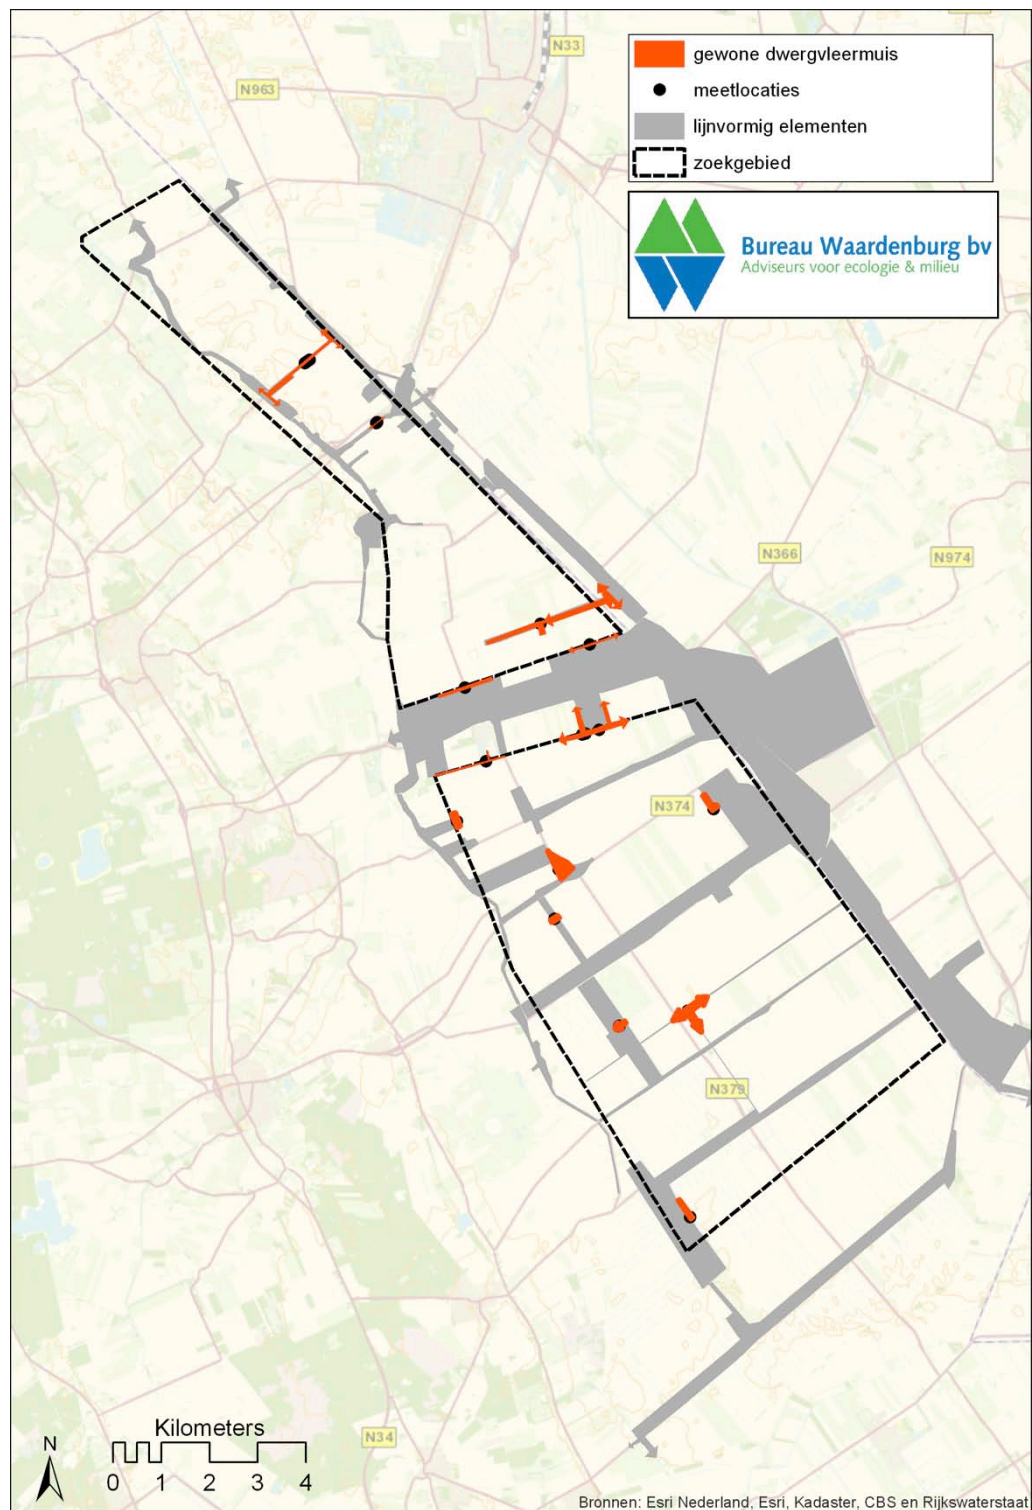 N33
N963
gewone dwergvleermuis
meetlocaties
lijnvormig elementen
zoekgebied
Bureau Waardenburg bv
Adviseurs voor ecologie & milieu
N366
N974
N374
N379
N34
Kilometers
N
0 1 2 3 4
Bronnen: Esri Nederland, Esri, Kadaster, CBS en Rijkswaterstaat